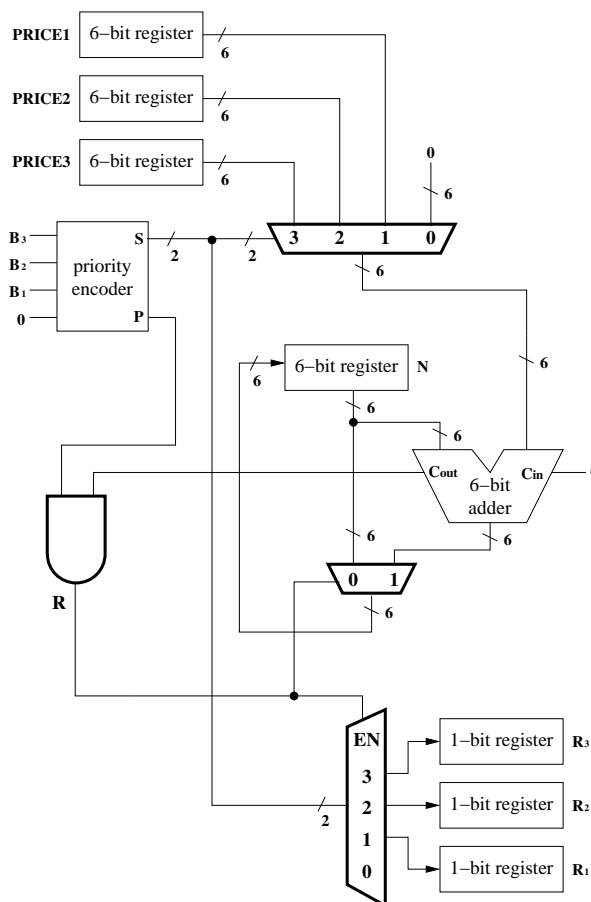 PRICE1 6−bit register
6
PRICE2 6−bit register
6
PRICE3 6−bit register
6
0
6
3 2 1 0
6
B3
B2
B1
0
priority
encoder
S
P
2
2
6
6−bit register N
6
6
6
Cout
Cin
6−bit
adder
6
6
0 1
6
R
EN
3
2
1
0
2
1−bit register R3
1−bit register R2
1−bit register R1